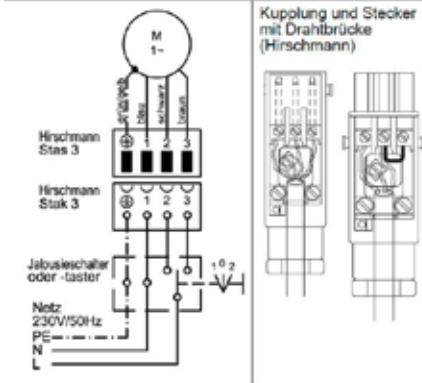 Kupplung und Stecker
mit Drahtbrücke
(Hirschmann)
M
1~
grün/gelb
blau
schwarz
braun
Hirschmann
Stas 3
1 2 3
Hirschmann
Stak 3
1 2 3
Jalousieschalter
oder -taster
1 0 2
Netz
230V/50Hz
PE
N
L